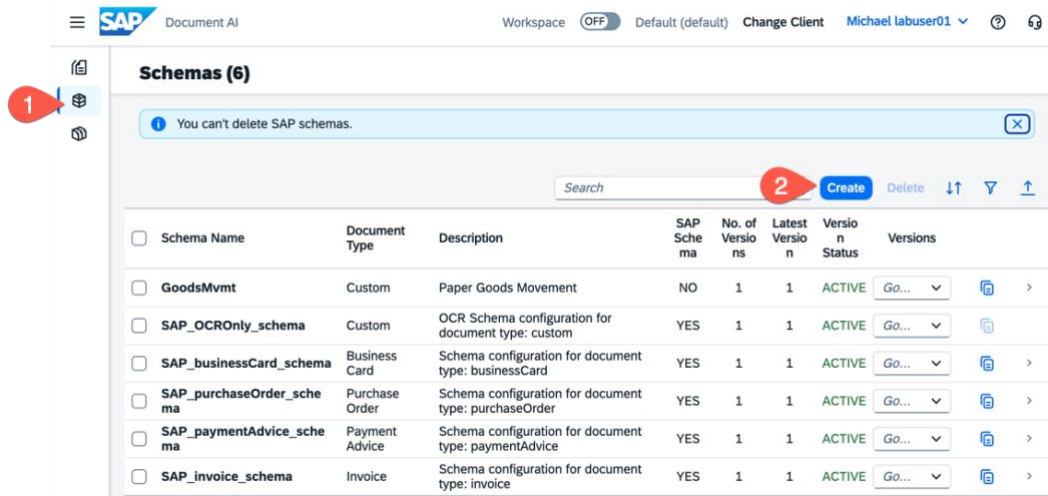 SAP Document AI Workspace OFF Default (default) Change Client Michael labuser01
Schemas (6)
1
You can't delete SAP schemas.
Search 2 Create Delete
Schema Name Document Type Description SAP Schema No. of Versions Latest Version Version Status Versions
GoodsMvmt Custom Paper Goods Movement NO 1 1 ACTIVE Go...
SAP_OCROnly_schema Custom OCR Schema configuration for document type: custom YES 1 1 ACTIVE Go...
SAP_businessCard_schema Business Card Schema configuration for document type: businessCard YES 1 1 ACTIVE Go...
SAP_purchaseOrder_schema Purchase Order Schema configuration for document type: purchaseOrder YES 1 1 ACTIVE Go...
SAP_paymentAdvice_schema Payment Advice Schema configuration for document type: paymentAdvice YES 1 1 ACTIVE Go...
SAP_invoice_schema Invoice Schema configuration for document type: invoice YES 1 1 ACTIVE Go...